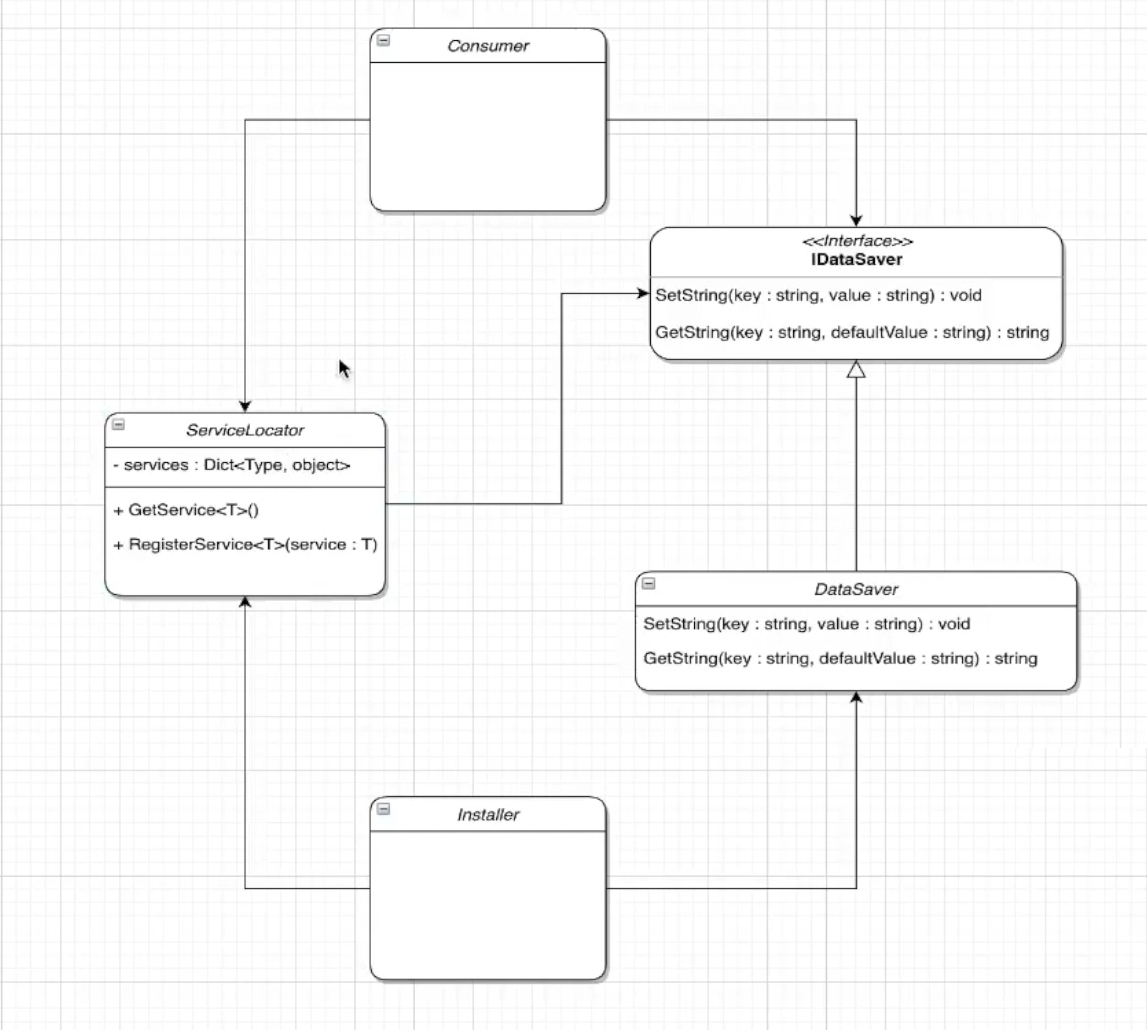 Consumer
<<Interface>>
IDataSaver
SetString(key : string, value : string) : void
GetString(key : string, defaultValue : string) : string
ServiceLocator
- services : Dict<Type, object>
+ GetService<T>()
+ RegisterService<T>(service : T)
DataSaver
SetString(key : string, value : string) : void
GetString(key : string, defaultValue : string) : string
Installer